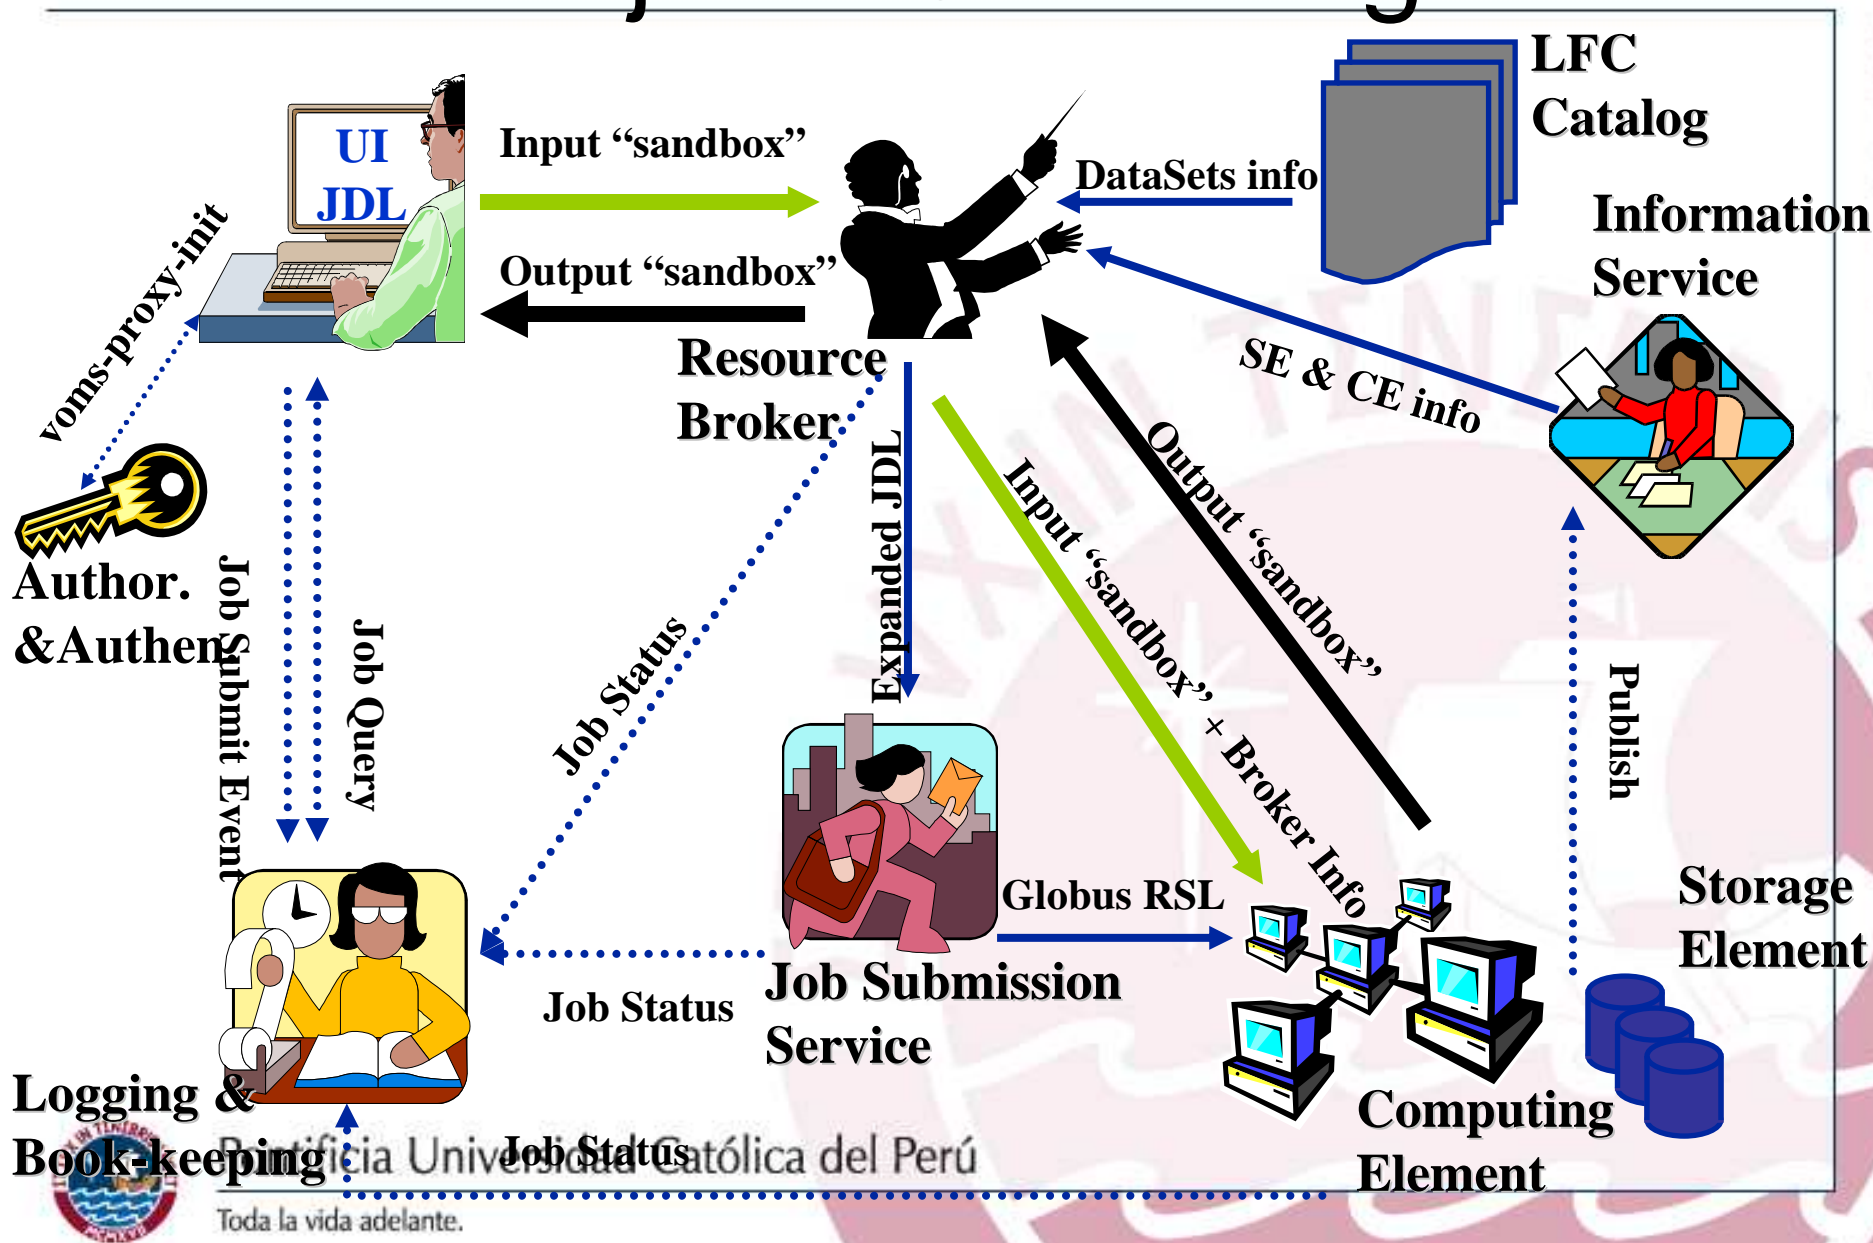 LFC
Catalog
UI
JDL
Input “sandbox”
DataSets info
Information
Service
voms-proxy-init
Output “sandbox”
Resource
Broker
SE & CE info
Expanded JDL
Input “sandbox” + Broker Info
Output “sandbox”
Author.
&Authen
Job Submit Event
Job Query
Job Status
Publish
Globus RSL
Storage
Element
Job Status
Job Submission
Service
Logging &
Book-keeping
Computing
Element
Job Status
Pontificia Universidad Católica del Perú
Toda la vida adelante.